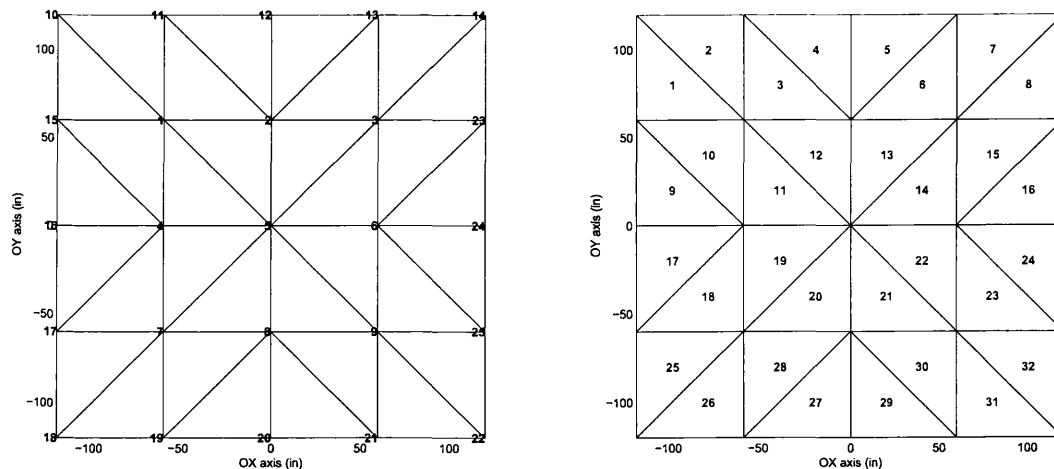 10 11 12 13 14
100
15 1 2 3 23
50
0 16 4 5 6 24
−50
17 7 8 9 25
−100
18 19 20 21 22
−100 −50 0 50 100
OX axis (in)
OY axis (in)
100
2 4 5 7
1 3 6 8
50
10 12 13 15
9 11 14 16
0
17 19 22 24
18 20 21 23
−50
25 28 30 32
26 27 29 31
−100
−100 −50 0 50 100
OX axis (in)
OY axis (in)